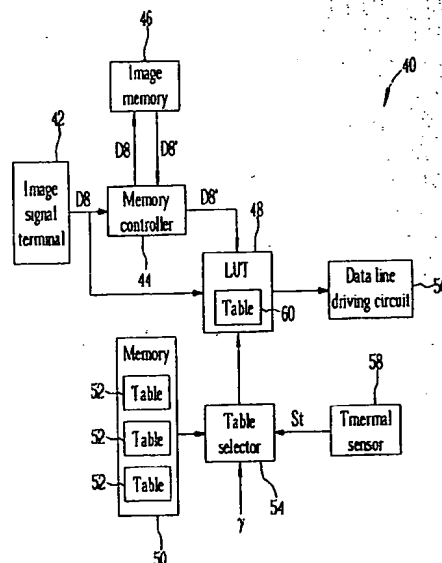 46
Image
memory
40
42
D8
D8'
Image
signal
terminal
D8
Memory
controller
D8'
44
48
LUT
Table
60
Data line
driving circuit
Memory
52
Table
52
Table
52
Table
50
Table
selector
54
St
58
Tmermal
sensor
γ